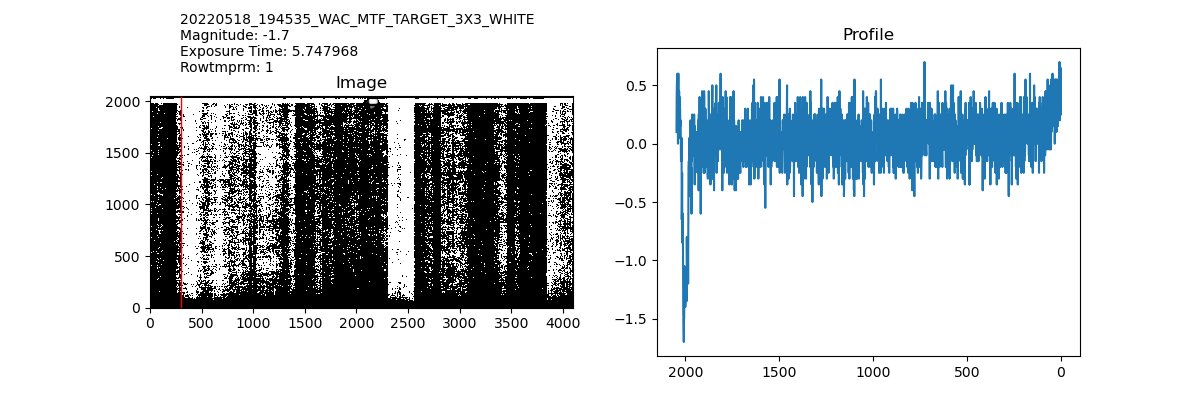 20220518_194535_WAC_MTF_TARGET_3X3_WHITE
Magnitude: -1.7
Exposure Time: 5.747968
Rowtmprm: 1
Image
2000
1500
1000
500
0
0 500 1000 1500 2000 2500 3000 3500 4000
Profile
0.5
0.0
−0.5
−1.0
−1.5
2000 1500 1000 500 0